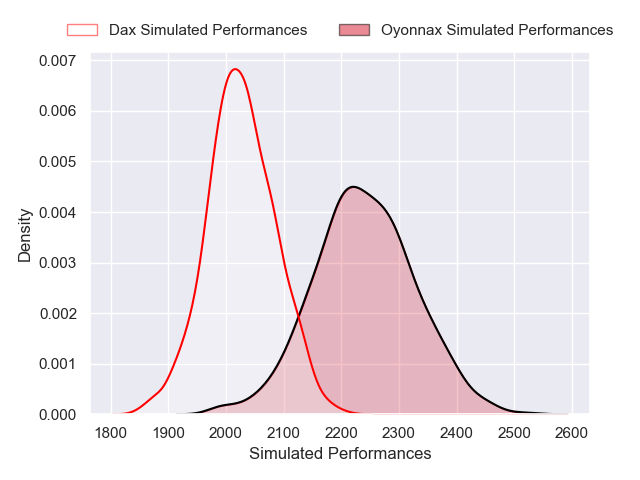 Dax Simulated Performances Oyonnax Simulated Performances
0.007
0.006
0.005
0.004
0.003
0.002
0.001
0.000
Density
1800 1900 2000 2100 2200 2300 2400 2500 2600
Simulated Performances